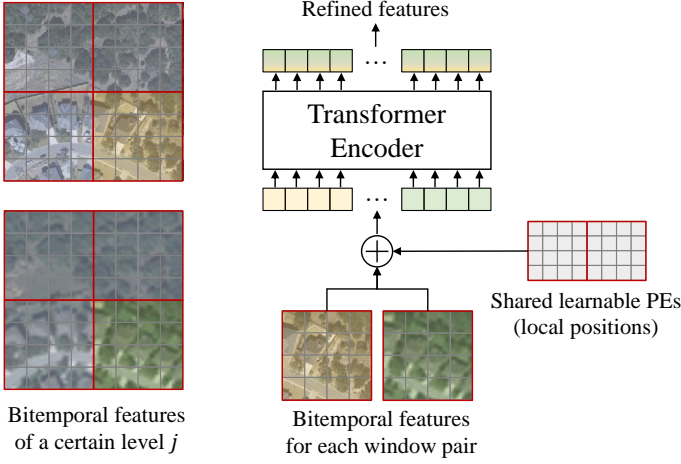 Refined features
...
Transformer
Encoder
...
Shared learnable PEs
(local positions)
Bitemporal features
of a certain level j
Bitemporal features
for each window pair